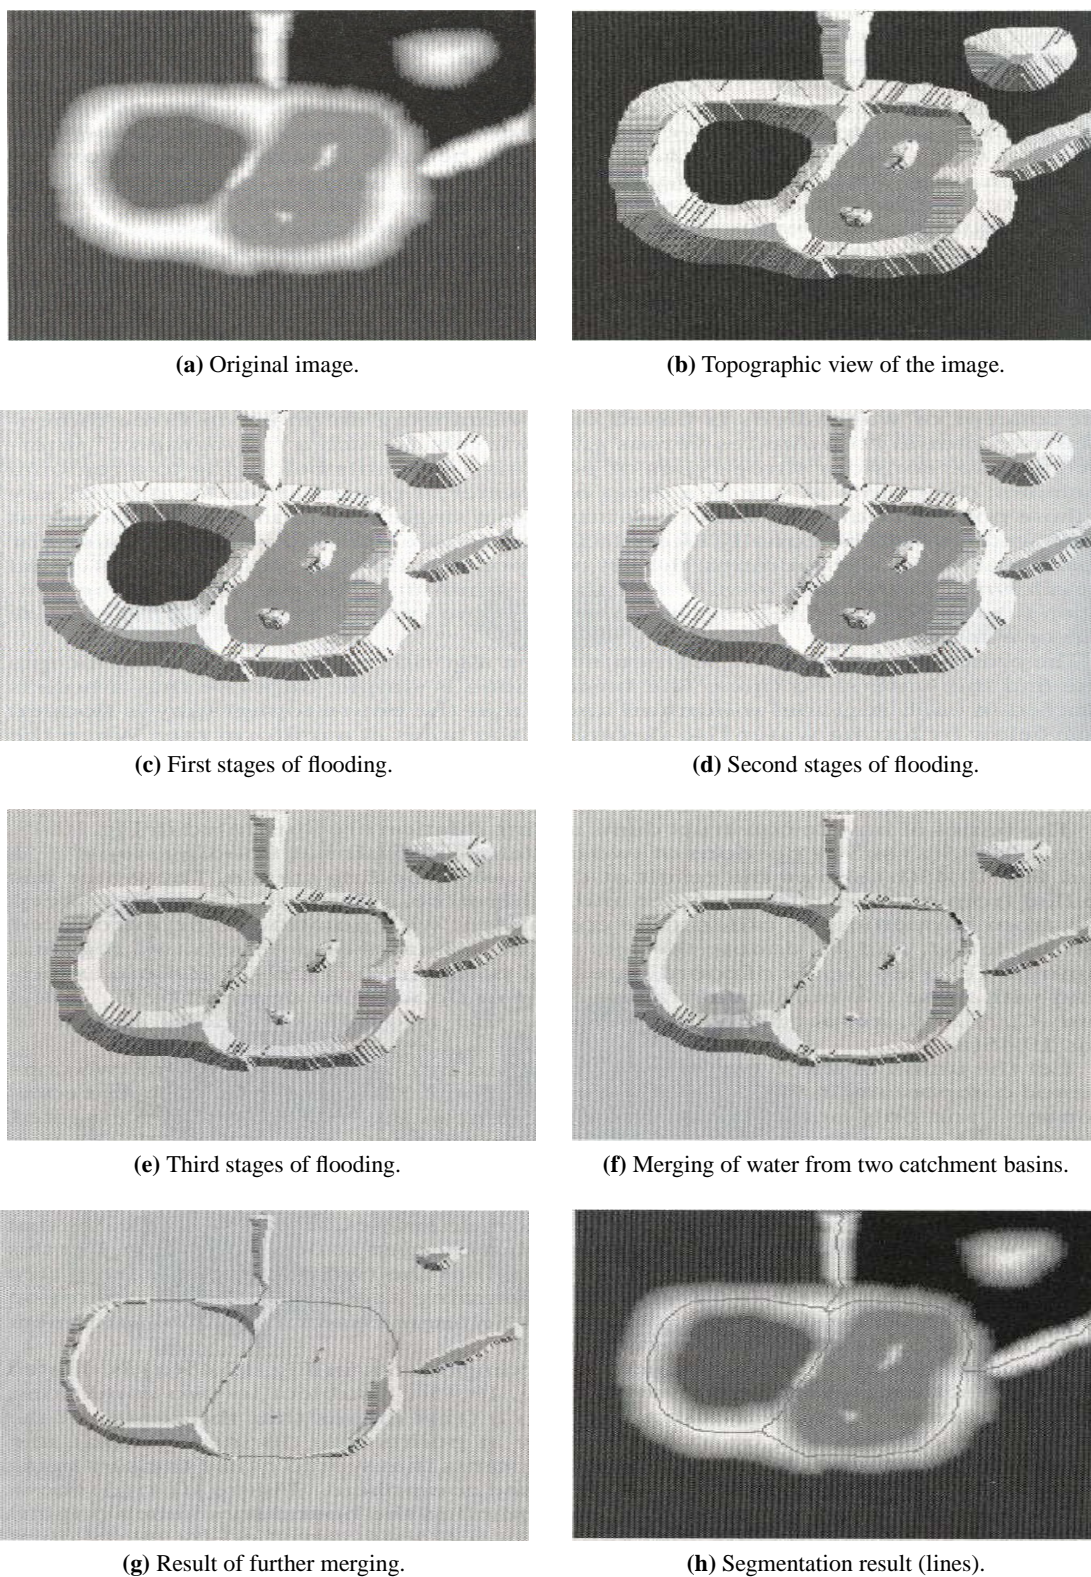 (a) Original image.
(b) Topographic view of the image.
(c) First stages of flooding.
(d) Second stages of flooding.
(e) Third stages of flooding.
(f) Merging of water from two catchment basins.
(g) Result of further merging.
(h) Segmentation result (lines).